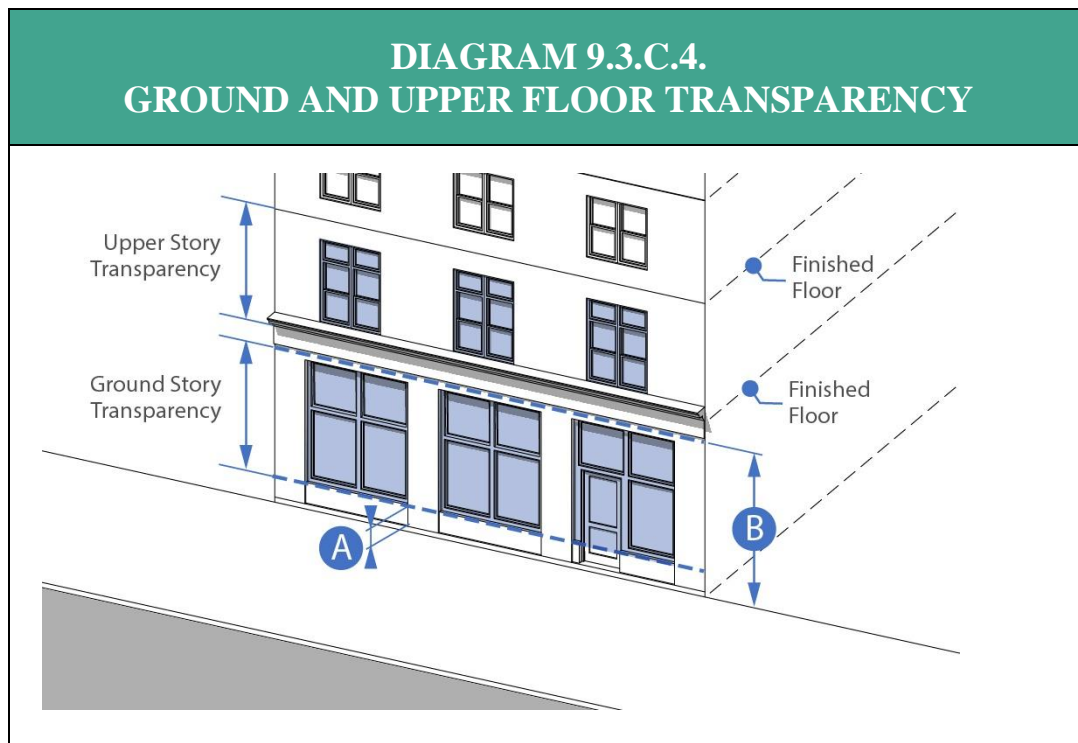 DIAGRAM 9.3.C.4.
GROUND AND UPPER FLOOR TRANSPARENCY
Upper Story
Transparency
Finished
Floor
Ground Story
Transparency
Finished
Floor
A
B